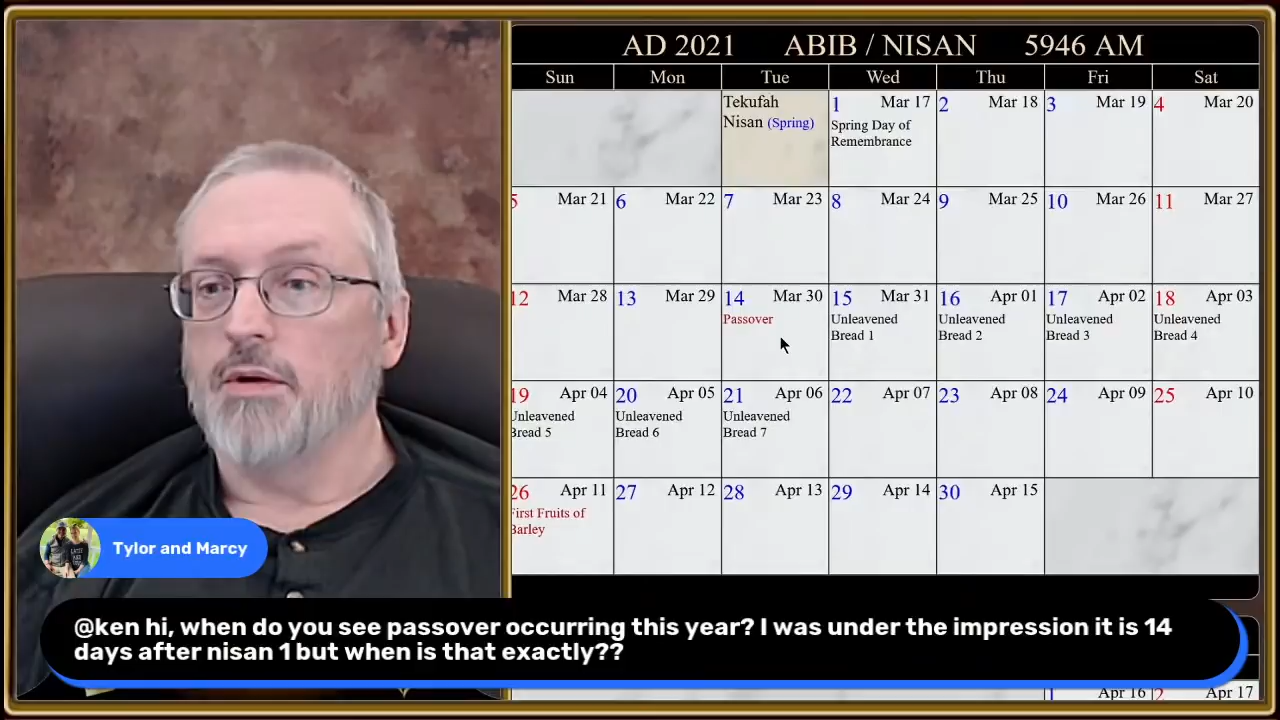 AD 2021 ABIB / NISAN 5946 AM
Sun Mon Tue Wed Thu Fri Sat
Tekufah 1 Mar 17 2 Mar 18 3 Mar 19 4 Mar 20
Nisan (Spring) Spring Day of
Remembrance
5 Mar 21 6 Mar 22 7 Mar 23 8 Mar 24 9 Mar 25 10 Mar 26 11 Mar 27
12 Mar 28 13 Mar 29 14 Mar 30 15 Mar 31 16 Apr 01 17 Apr 02 18 Apr 03
Passover Unleavened Unleavened Unleavened Unleavened
Bread 1 Bread 2 Bread 3 Bread 4
19 Apr 04 20 Apr 05 21 Apr 06 22 Apr 07 23 Apr 08 24 Apr 09 25 Apr 10
Unleavened Unleavened Unleavened
Bread 5 Bread 6 Bread 7
26 Apr 11 27 Apr 12 28 Apr 13 29 Apr 14 30 Apr 15
First Fruits of
Barley
Tylor and Marcy
@ken hi, when do you see passover occurring this year? I was under the impression it is 14
days after nisan 1 but when is that exactly??
1 Apr 16 2 Apr 17